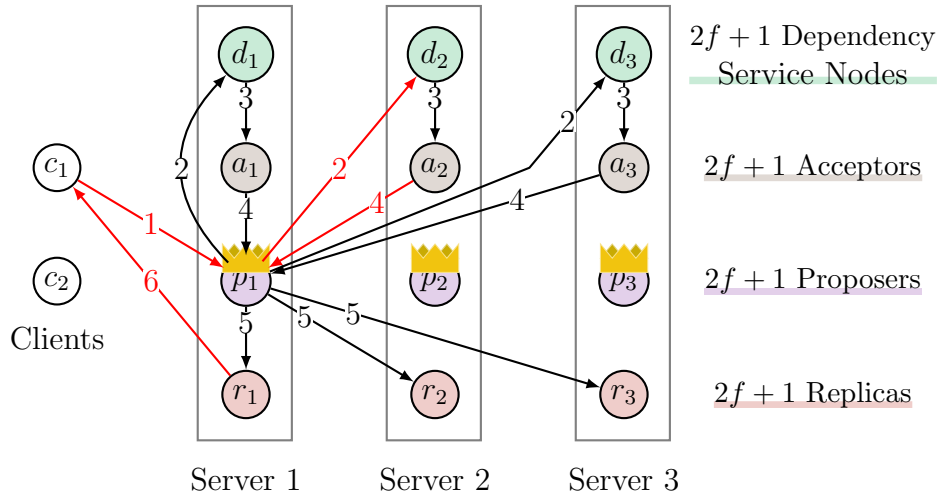 d₁ d₂ d₃ 2f + 1 Dependency
Service Nodes
3 3 3
2
c₁ 2 2 a₁ a₂ a₃ 2f + 1 Acceptors
4 4 4
1
c₂ 6 p₁ p₂ p₃ 2f + 1 Proposers
5 5 5
Clients
r₁ r₂ r₃ 2f + 1 Replicas
Server 1 Server 2 Server 3